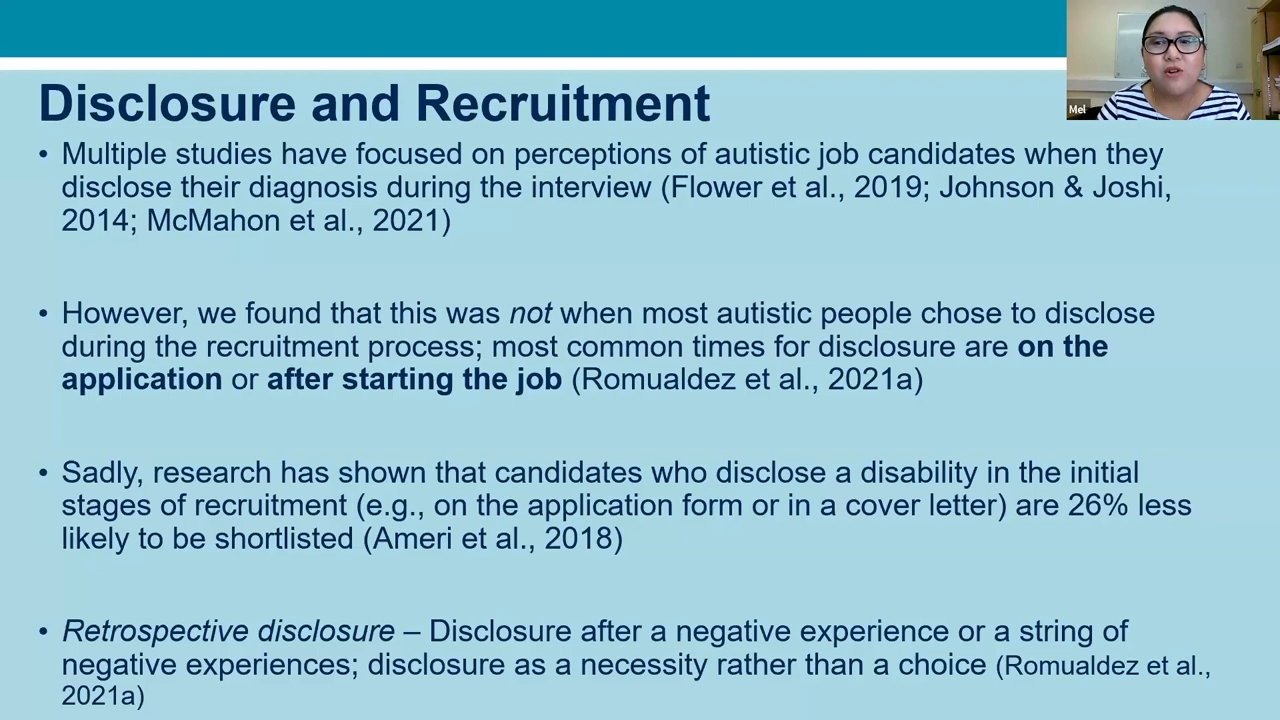 Disclosure and Recruitment
Mel
• Multiple studies have focused on perceptions of autistic job candidates when they
disclose their diagnosis during the interview (Flower et al., 2019; Johnson & Joshi,
2014; McMahon et al., 2021)
• However, we found that this was not when most autistic people chose to disclose
during the recruitment process; most common times for disclosure are on the
application or after starting the job (Romualdez et al., 2021a)
• Sadly, research has shown that candidates who disclose a disability in the initial
stages of recruitment (e.g., on the application form or in a cover letter) are 26% less
likely to be shortlisted (Ameri et al., 2018)
• Retrospective disclosure – Disclosure after a negative experience or a string of
negative experiences; disclosure as a necessity rather than a choice (Romualdez et al.,
2021a)